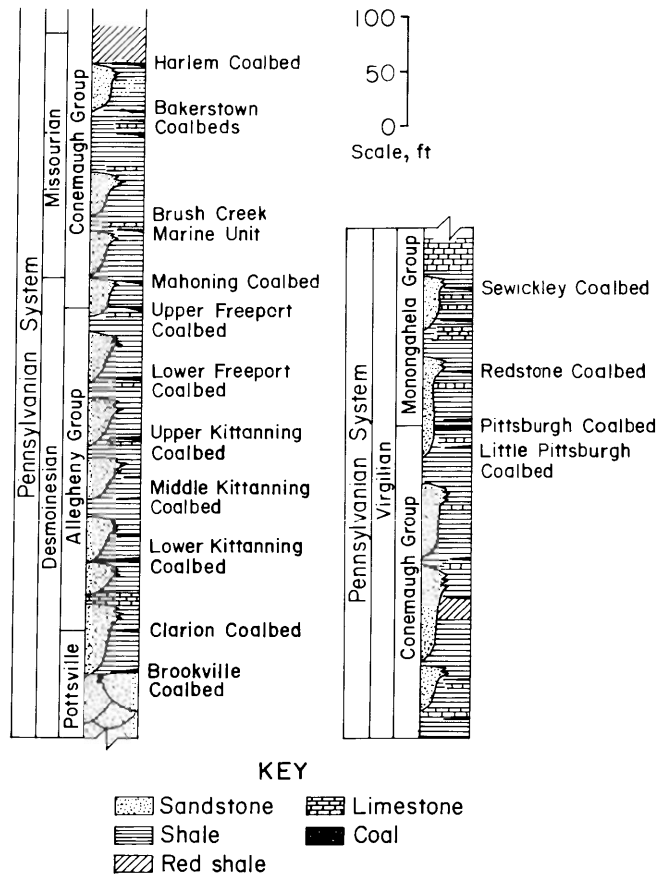 Pennsylvanian System
Missourian
Desmoinesian
Conemaugh Group
Allegheny Group
Pottsville
Harlem Coalbed
Bakerstown
Coalbeds
Brush Creek
Marine Unit
Mahoning Coalbed
Upper Freeport
Coalbed
Lower Freeport
Coalbed
Upper Kittanning
Coalbed
Middle Kittanning
Coalbed
Lower Kittanning
Coalbed
Clarion Coalbed
Brookville
Coalbed
100
50
0
Scale, ft
Pennsylvanian System
Virgilian
Monongahela Group
Conemaugh Group
Sewickley Coalbed
Redstone Coalbed
Pittsburgh Coalbed
Little Pittsburgh
Coalbed
KEY
Sandstone
Limestone
Shale
Coal
Red shale